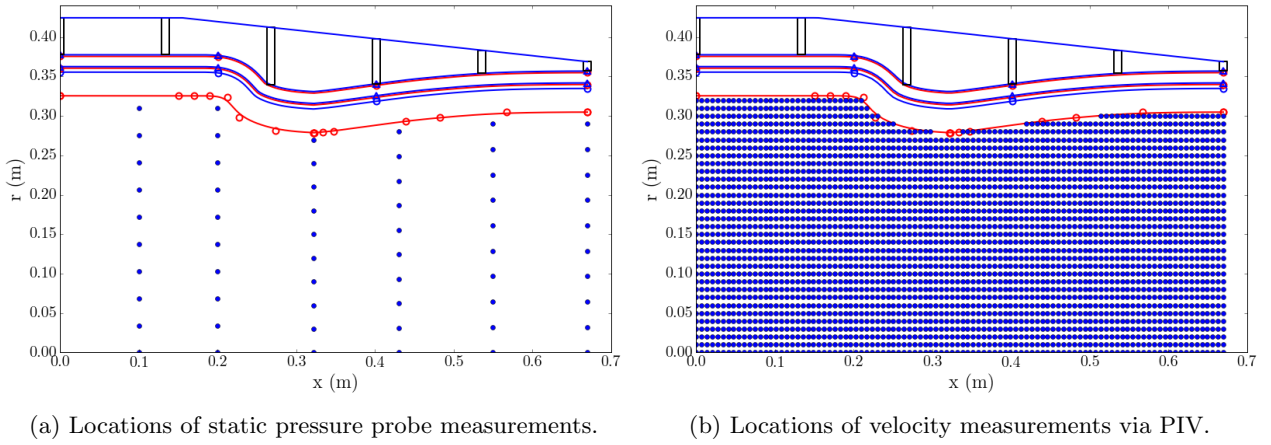 0.40
0.35
0.30
0.25
0.20
0.15
0.10
0.05
0.00
r (m)
0.0 0.1 0.2 0.3 0.4 0.5 0.6 0.7
x (m)
(a) Locations of static pressure probe measurements.
0.40
0.35
0.30
0.25
0.20
0.15
0.10
0.05
0.00
r (m)
0.0 0.1 0.2 0.3 0.4 0.5 0.6 0.7
x (m)
(b) Locations of velocity measurements via PIV.